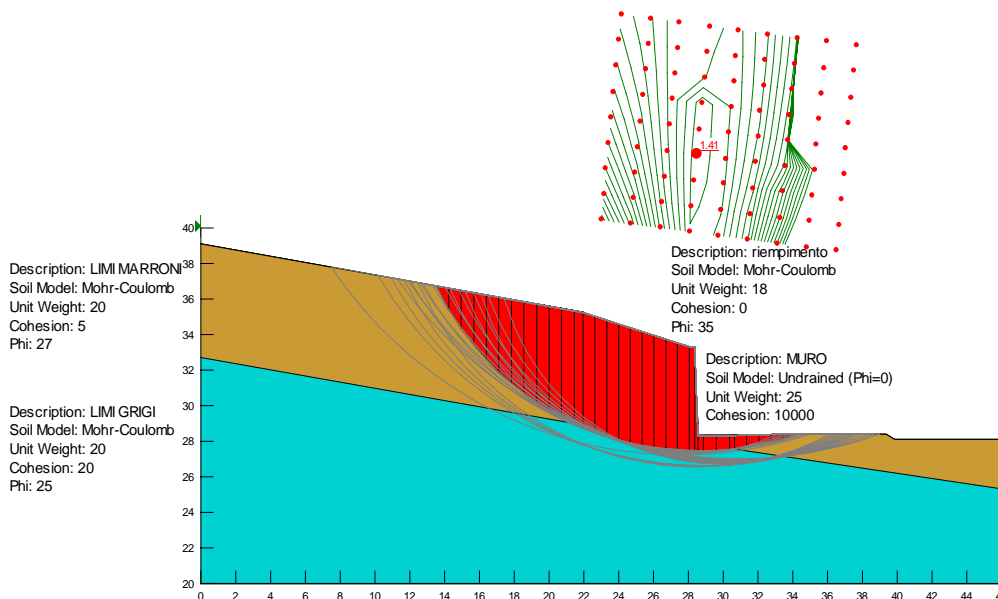 1.41
40
38
36
34
32
30
28
26
24
22
20
Description: LIMI MARRONI
Soil Model: Mohr-Coulomb
Unit Weight: 20
Cohesion: 5
Phi: 27
Description: LIMI GRIGI
Soil Model: Mohr-Coulomb
Unit Weight: 20
Cohesion: 20
Phi: 25
Description: riempimento
Soil Model: Mohr-Coulomb
Unit Weight: 18
Cohesion: 0
Phi: 35
Description: MURO
Soil Model: Undrained (Phi=0)
Unit Weight: 25
Cohesion: 10000
0 2 4 6 8 10 12 14 16 18 20 22 24 26 28 30 32 34 36 38 40 42 44